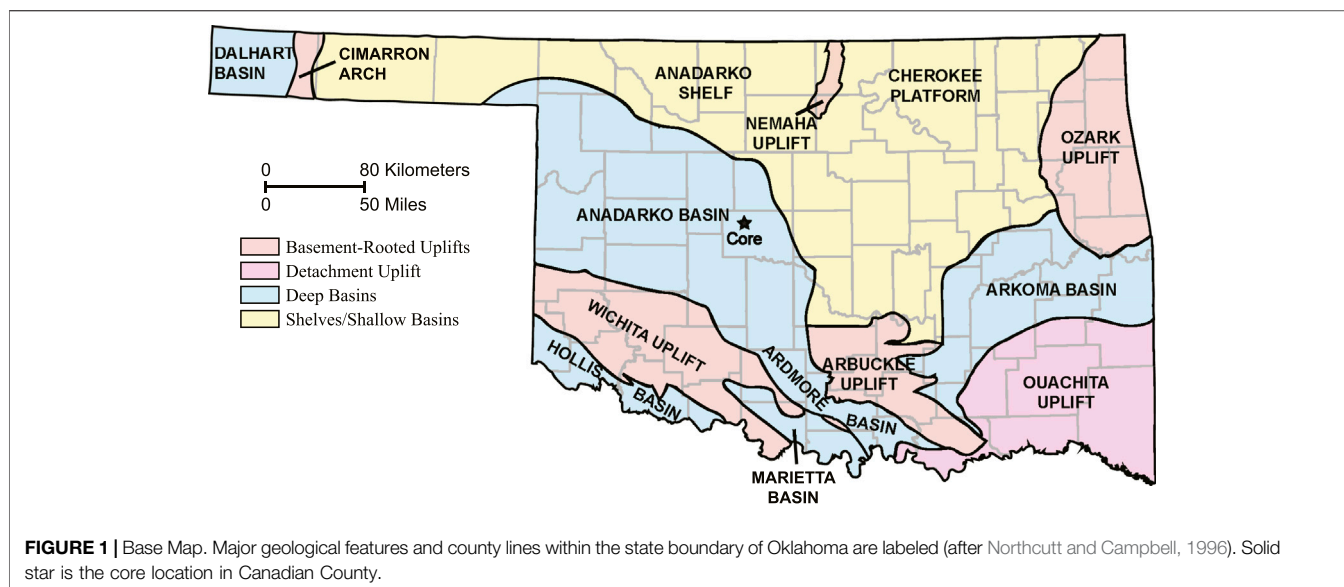 DALHART
BASIN
CIMARRON
ARCH
ANADARKO
SHELF
CHEROKEE
PLATFORM
NEMAHA
UPLIFT
OZARK
UPLIFT
0 80 Kilometers
0 50 Miles
ANADARKO BASIN
Core
Basement-Rooted Uplifts
Detachment Uplift
Deep Basins
Shelves/Shallow Basins
ARKOMA BASIN
WICHITA UPLIFT
HOLLIS
BASIN
ARDMORE
BASIN
ARBUCKLE
UPLIFT
OUACHITA
UPLIFT
MARIETTA
BASIN
FIGURE 1 | Base Map. Major geological features and county lines within the state boundary of Oklahoma are labeled (after Northcutt and Campbell, 1996). Solid
star is the core location in Canadian County.